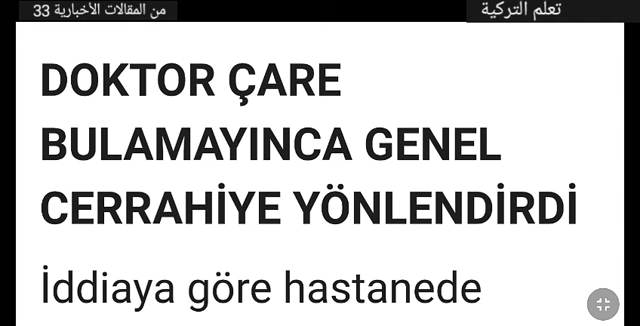 من المقالات الأخبارية 33
تعلم التركية
DOKTOR ÇARE
BULAMAYINCA GENEL
CERRAHİYE YÖNLENDİRDİ
İddiaya göre hastanede